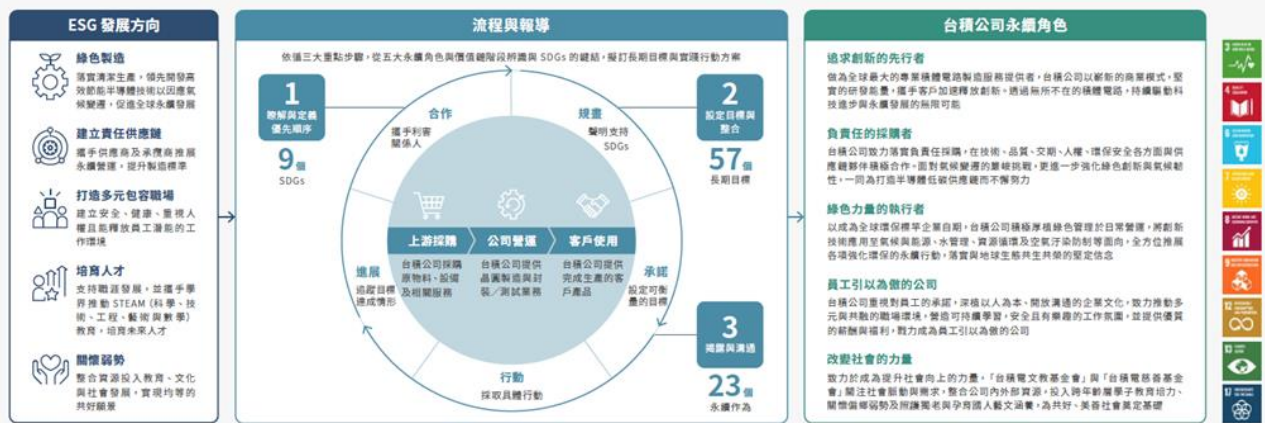 ESG 發展方向
綠色製造
落實清潔生產，領先開發高
效節能半導體技術以因應氣
候變遷，促進全球永續發展
建立責任供應鏈
攜手供應商及承攬商推展
永續營運，提升製造標準
打造多元包容職場
建立安全、健康、重視人
權且能釋放員工潛能的工
作環境
培育人才
支持職涯發展，並攜手學
界推動 STEAM (科學、技
術、工程、藝術與數學)
教育，培育未來人才
關懷弱勢
整合資源投入教育、文化
與社會發展，實現均等的
共好願景
流程與報導
依循三大重點步驟，從五大永續角色與價值鏈階段辨識與 SDGs 的鍵結，擬訂長期目標與實踐行動方案
1
瞭解與定義
優先順序
9個
SDGs
合作
攜手利害
關係人
規畫
聲明支持
SDGs
2
設定目標與
整合
57個
長期目標
上游採購
台積公司採購
原物料、設備
及相關服務
公司營運
台積公司提供
晶圓製造與封
裝／測試業務
客戶使用
台積公司提供
完成生產的客
戶產品
進展
追蹤目標
達成情形
承諾
設定可衡
量的目標
行動
採取具體行動
3
揭露與溝通
23個
永續作為
台積公司永續角色
追求創新的先行者
做為全球最大的專業積體電路製造服務提供者，台積公司以嶄新的商業模式，堅
實的研發能量，攜手客戶加速釋放創新。透過無所不在的積體電路，持續驅動科
技進步與永續發展的無限可能
負責任的採購者
台積公司致力落實負責任採購，在技術、品質、交期、人權、環保安全各方面與供
應鏈夥伴積極合作。面對氣候變遷的嚴峻挑戰，更進一步強化綠色創新與氣候韌
性，一同為打造半導體低碳供應鏈而不懈努力
綠色力量的執行者
以成為全球環保標竿企業自期，台積公司積極厚植綠色管理於日常營運，將創新
技術應用至氣候與能源、水管理、資源循環及空氣污染防制等面向，全方位推展
各項強化環保的永續行動，落實與地球生態共生共榮的堅定信念
員工引以為傲的公司
台積公司重視對員工的承諾，深植以人為本、開放溝通的企業文化，致力推動多
元與共融的職場環境，營造可持續學習，安全且有樂趣的工作氛圍，並提供優質
的薪酬與福利，戮力成為員工引以為傲的公司
改變社會的力量
致力於成為提升社會向上的力量，「台積電文教基金會」與「台積電慈善基金
會」關注社會脈動與需求，整合公司內外部資源，投入跨年齡層學子教育培力、
關懷偏鄉弱勢及照護獨老與孕育國人藝文涵養，為共好、美善社會奠定基礎
3
4
6
7
8
9
12
13
17